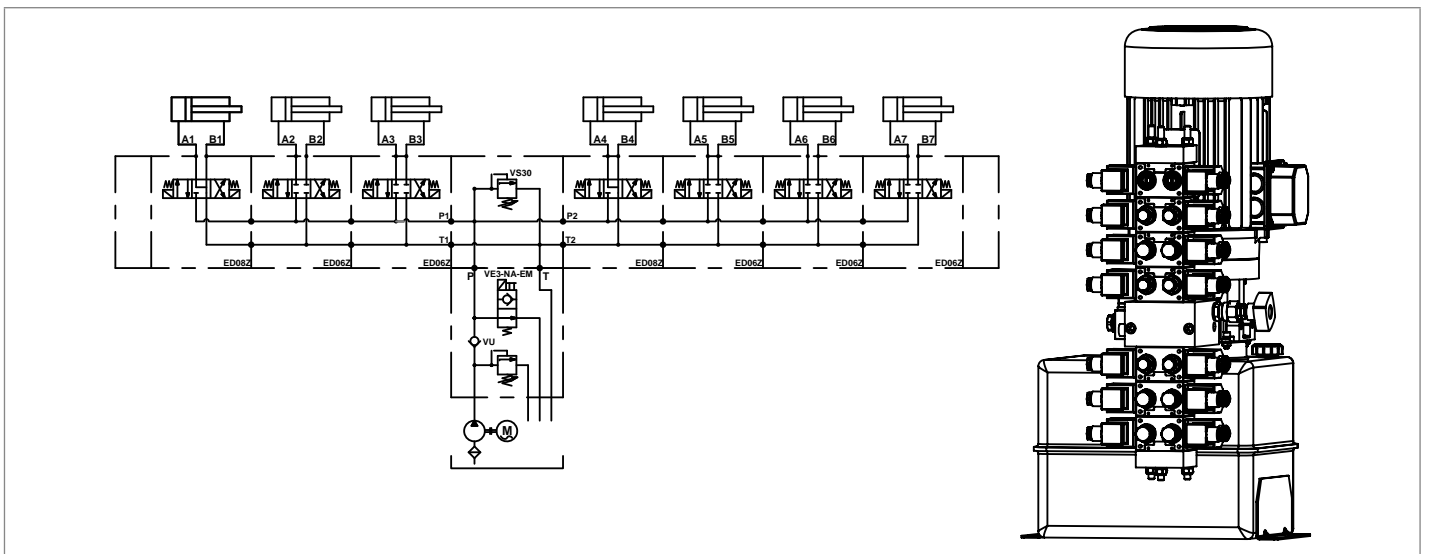 A1 B1 A2 B2 A3 B3 A4 B4 A5 B5 A6 B6 A7 B7
VS30
P1 P2
T1 T2
ED08Z ED06Z ED06Z ED08Z ED06Z ED06Z ED06Z
P VE3-NA-EM T
VU
M